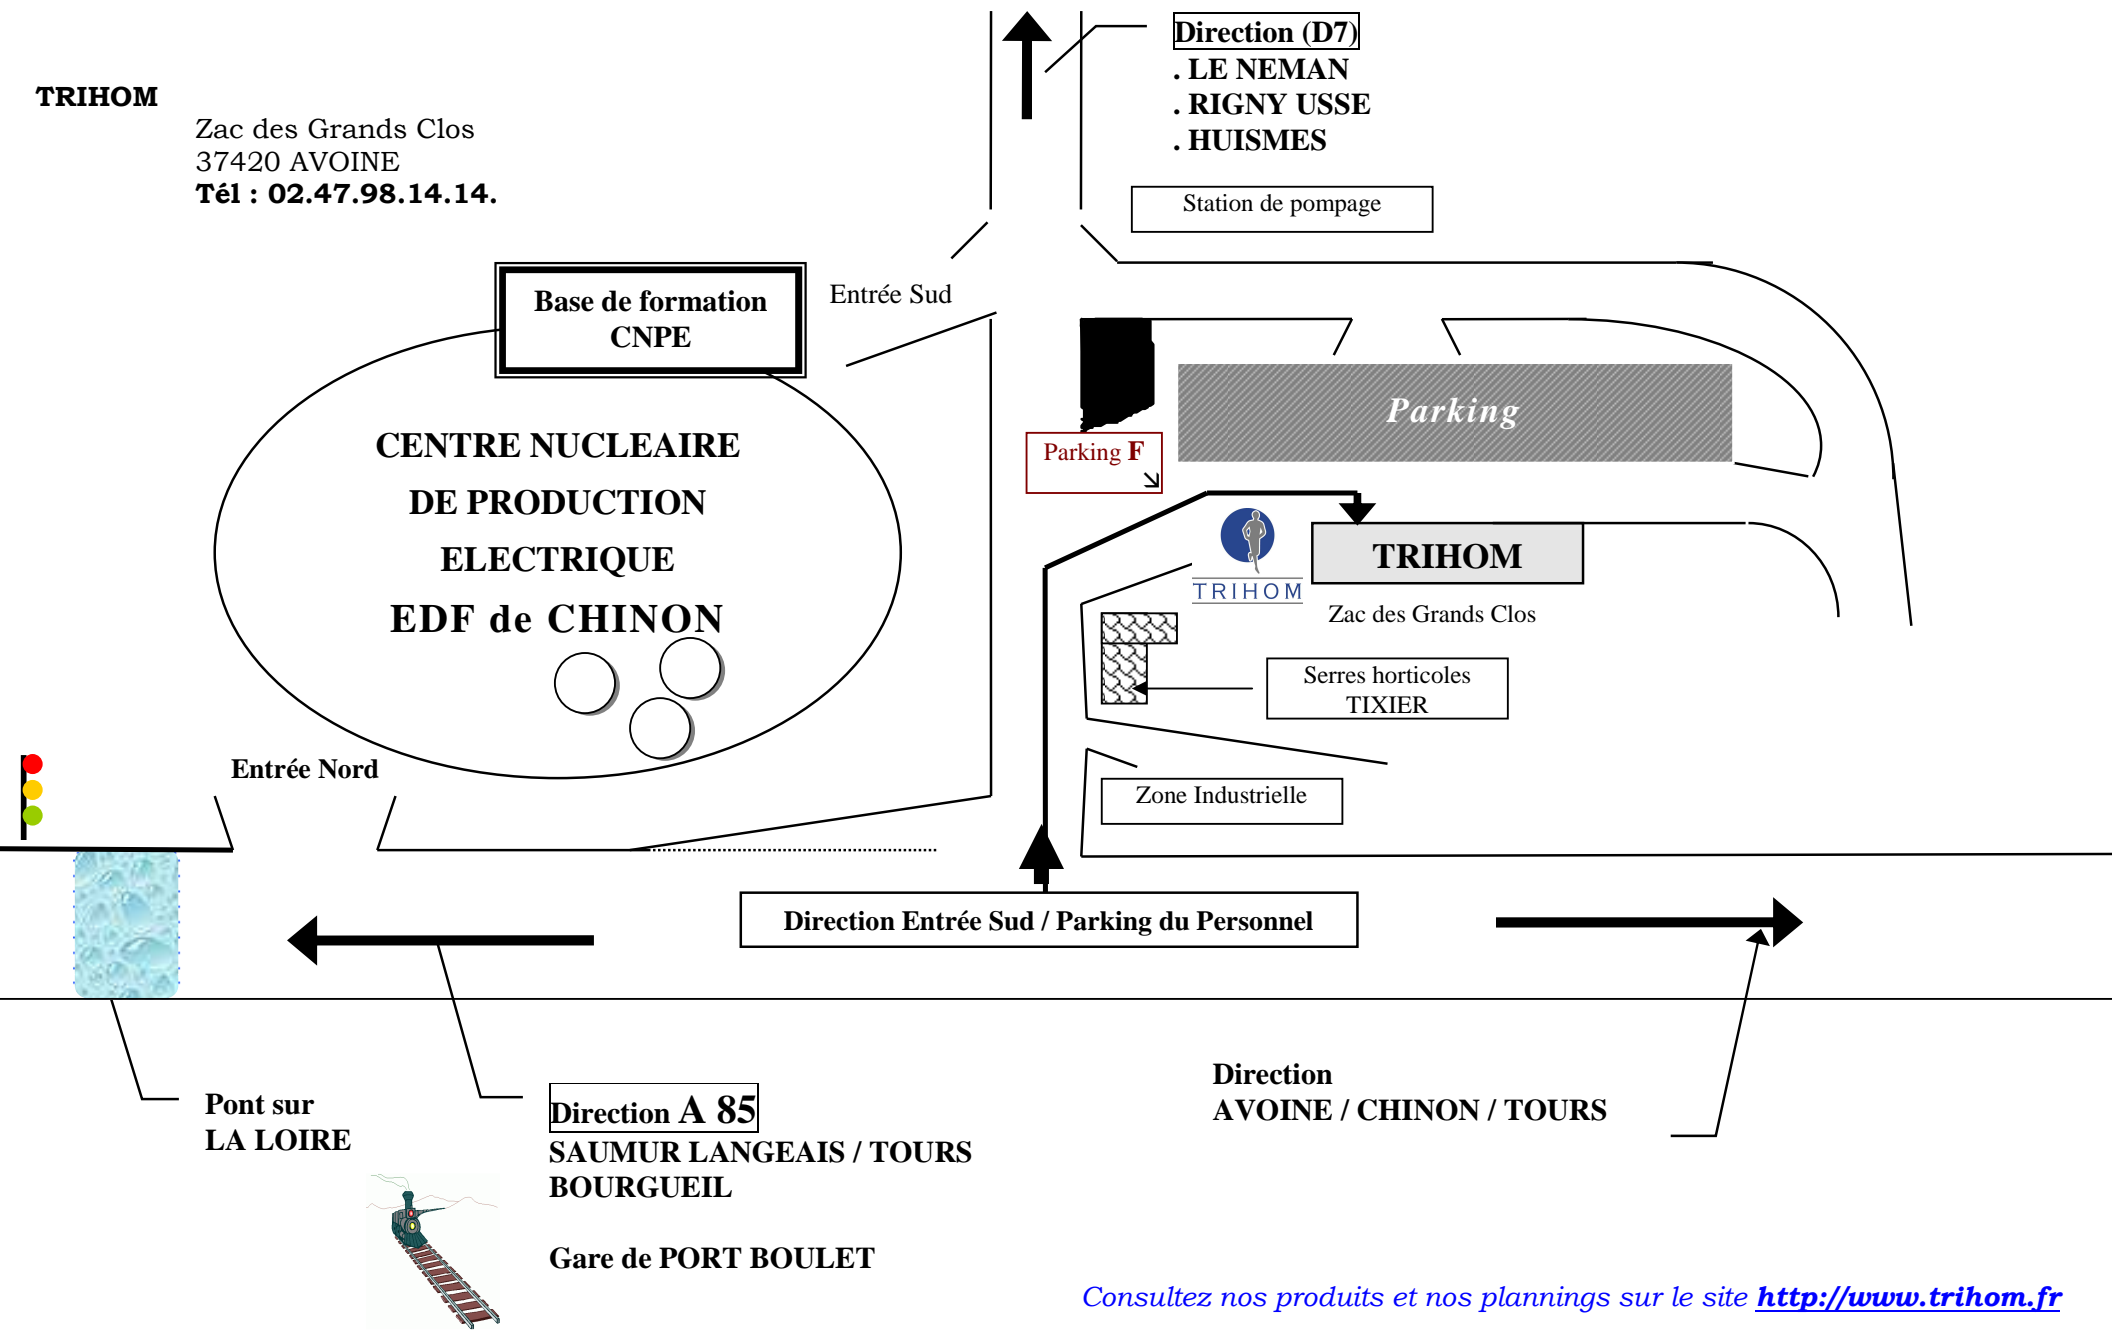 Direction (D7)
. LE NEMAN
. RIGNY USSE
. HUISMES
TRIHOM
Zac des Grands Clos
37420 AVOINE
Tél : 02.47.98.14.14.
Station de pompage
Base de formation
CNPE
Entrée Sud
Parking
Parking F
CENTRE NUCLEAIRE
DE PRODUCTION
ELECTRIQUE
EDF de CHINON
TRIHOM
TRIHOM
Zac des Grands Clos
Serres horticoles
TIXIER
Entrée Nord
Zone Industrielle
Direction Entrée Sud / Parking du Personnel
Pont sur
LA LOIRE
Direction A 85
SAUMUR LANGEAIS / TOURS
BOURGUEIL
Gare de PORT BOULET
Direction
AVOINE / CHINON / TOURS
Consultez nos produits et nos plannings sur le site http://www.trihom.fr